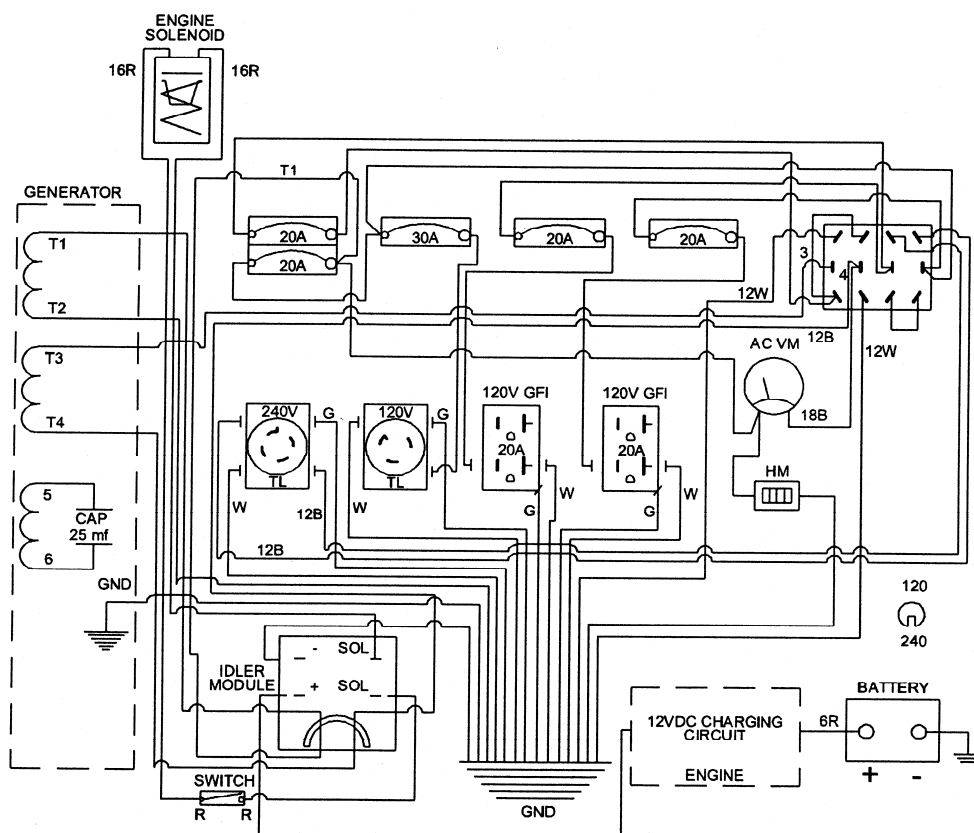 ENGINE
SOLENOID
16R
16R
T1
GENERATOR
T1
T2
T3
T4
5
CAP
25 mf
6
GND
20A
20A
30A
20A
20A
3
4
12W
12B
12W
AC VM
18B
240V
G
TL
W
12B
12B
120V
G
TL
W
120V GFI
20A
W
G
120V GFI
20A
W
G
HM
120
240
- SOL
+ SOL
IDLER
MODULE
SWITCH
R R
GND
12VDC CHARGING
CIRCUIT
ENGINE
6R
BATTERY
+ -